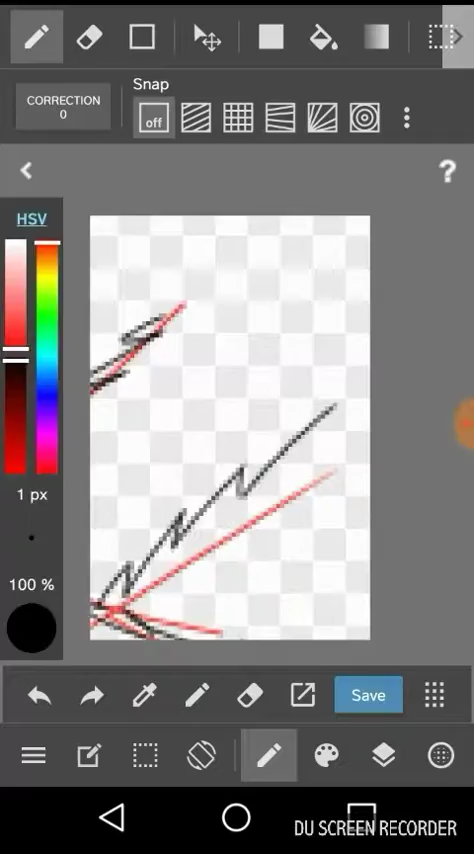 CORRECTION
0
Snap
off
?
HSV
1 px
100 %
Save
DU SCREEN RECORDER